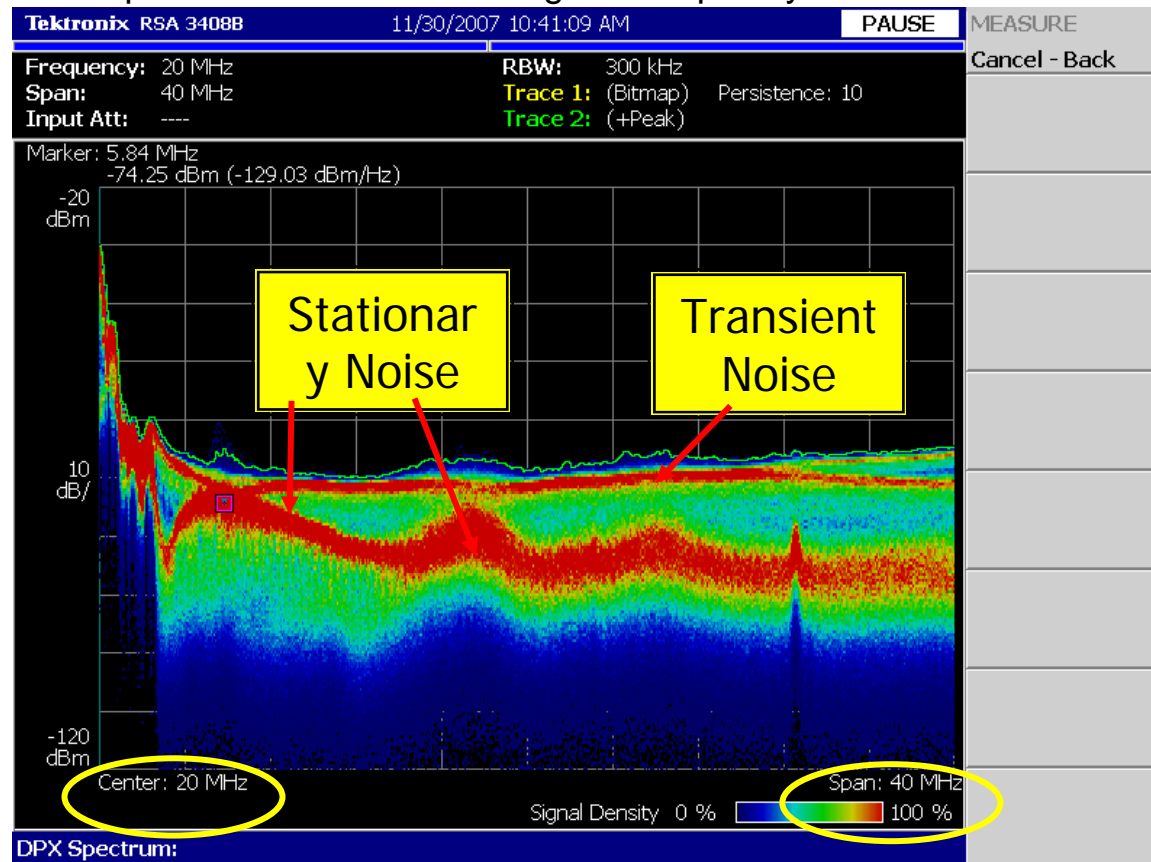 Tektronix RSA 3408B 11/30/2007 10:41:09 AM PAUSE
MEASURE
Cancel - Back
Frequency: 20 MHz
Span: 40 MHz
Input Att: ----
RBW: 300 kHz
Trace 1: (Bitmap) Persistence: 10
Trace 2: (+Peak)
Marker: 5.84 MHz
-74.25 dBm (-129.03 dBm/Hz)
-20
dBm
Stationar
y Noise
Transient
Noise
10
dB/
-120
dBm
Center: 20 MHz
Span: 40 MHz
Signal Density 0 % 100 %
DPX Spectrum: